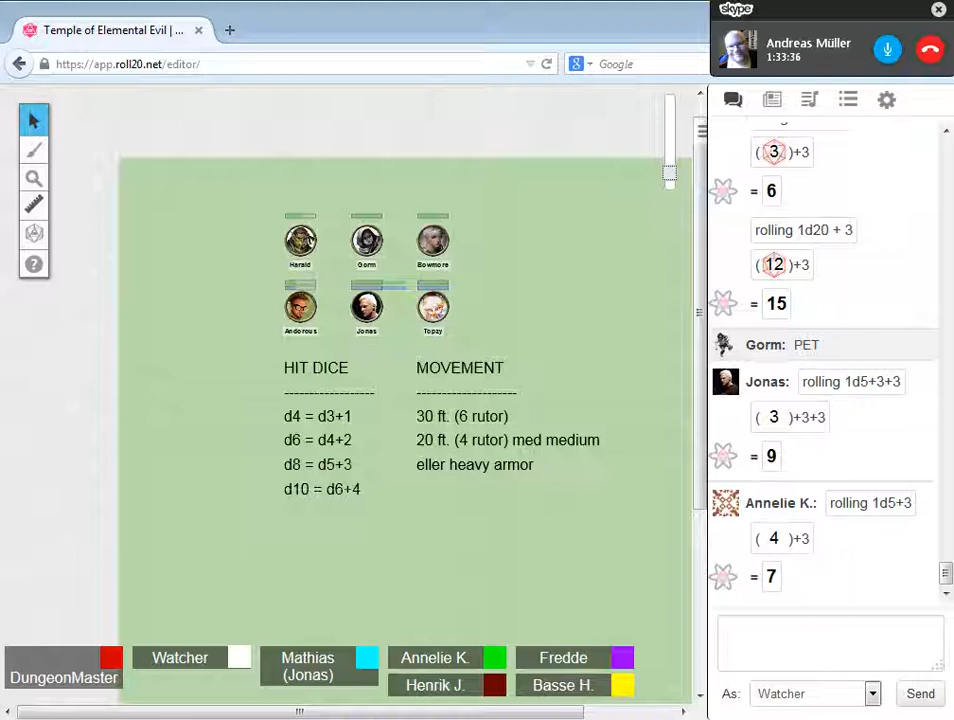 skype
Andreas Müller
1:33:36
Temple of Elemental Evil | ...
https://app.roll20.net/editor/
Google
Harald
Gorm
Bowmore
Andorous
Jonas
Topzy
HIT DICE
MOVEMENT
------------------
--------------------
d4 = d3+1
30 ft. (6 rutor)
d6 = d4+2
20 ft. (4 rutor) med medium
d8 = d5+3
eller heavy armor
d10 = d6+4
( 3 )+3
= 6
rolling 1d20 + 3
( 12 )+3
= 15
Gorm: PET
Jonas: rolling 1d5+3+3
( 3 )+3+3
= 9
Annelie K.: rolling 1d5+3
( 4 )+3
= 7
As: Watcher
Send
DungeonMaster
Watcher
Mathias
(Jonas)
Annelie K.
Fredde
Henrik J.
Basse H.